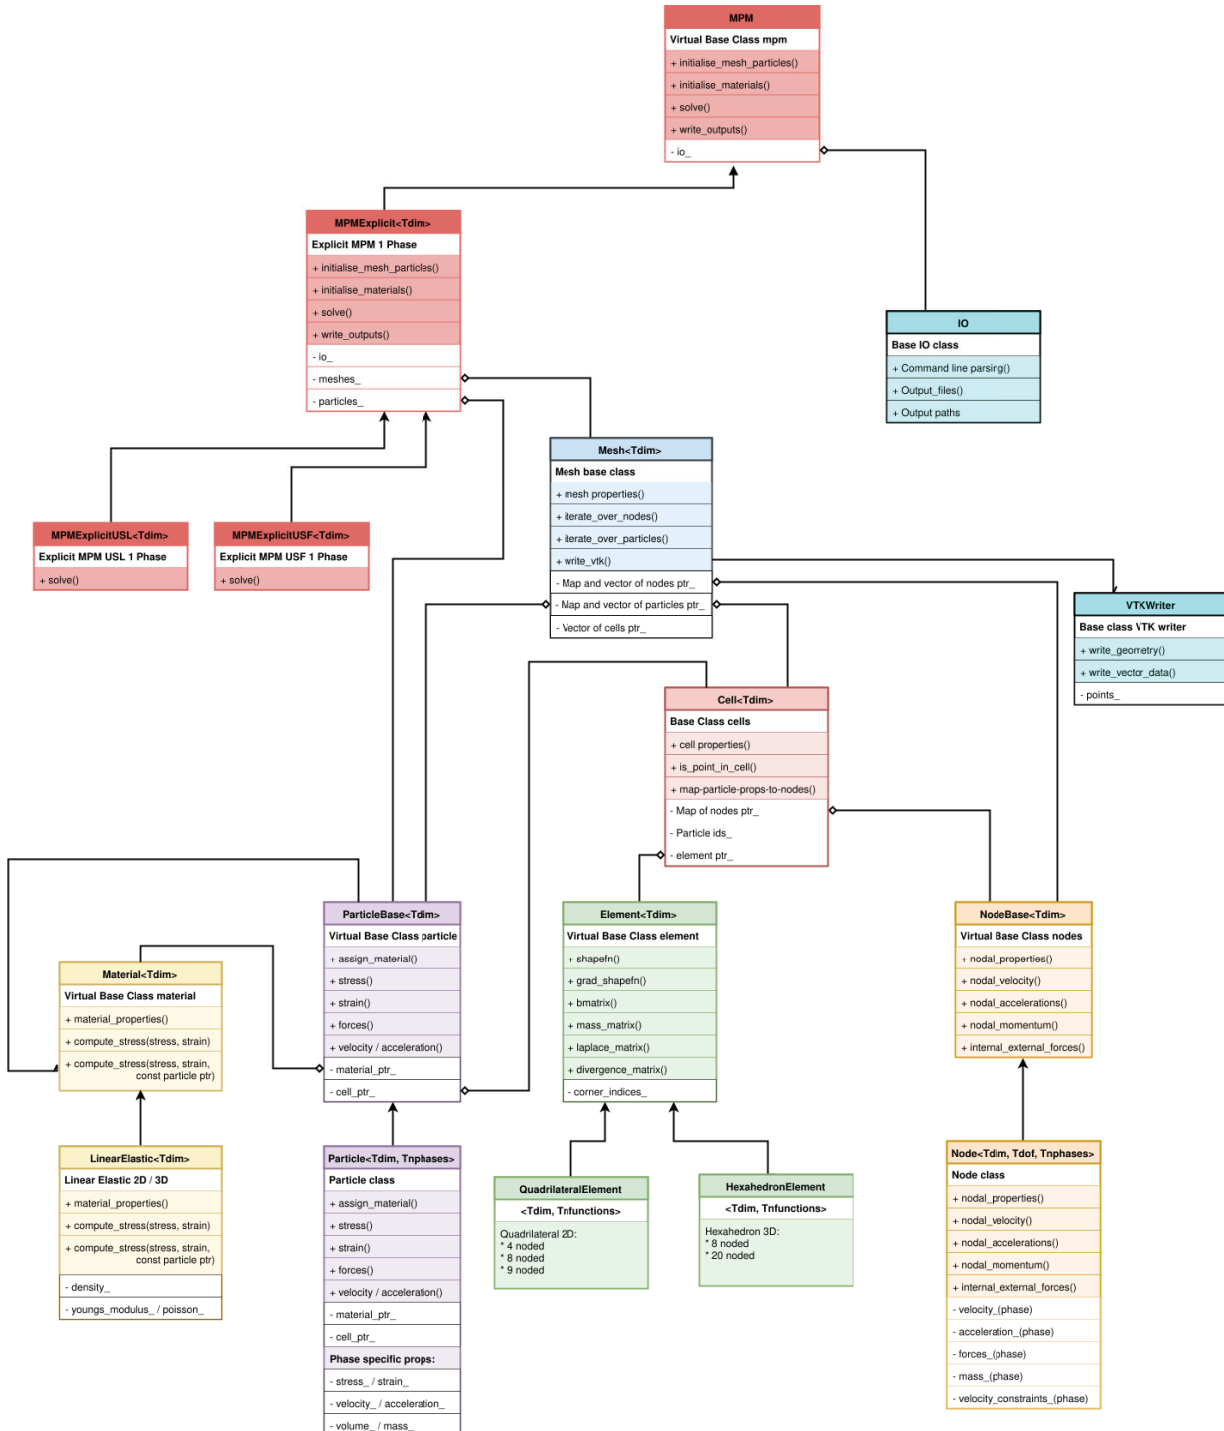 MPM
Virtual Base Class mpm
+ initialise_mesh_particles()
+ initialise_materials()
+ solve()
+ write_outputs()
- io_
MPMExplicit<Tdim>
Explicit MPM 1 Phase
+ initialise_mesh_particles()
+ initialise_materials()
+ solve()
+ write_outputs()
- io_
- meshes_
- particles_
IO
Base IO class
+ Command line parsing()
+ Output_files()
+ Output paths
Mesh<Tdim>
Mesh base class
+ mesh properties()
+ iterate_over_nodes()
+ iterate_over_particles()
+ write_vtk()
- Map and vector of nodes ptr_
- Map and vector of particles ptr_
- Vector of cells ptr_
MPMExplicitUSL<Tdim>
Explicit MPM USL 1 Phase
+ solve()
MPMExplicitUSF<Tdim>
Explicit MPM USF 1 Phase
+ solve()
VTKWriter
Base class VTK writer
+ write_geometry()
+ write_vector_data()
- points_
Cell<Tdim>
Base Class cells
+ cell properties()
+ is_point_in_cell()
+ map-particle-props-to-nodes()
- Map of nodes ptr_
- Particle ids_
- element ptr_
ParticleBase<Tdim>
Virtual Base Class particle
+ assign_material()
+ stress()
+ strain()
+ forces()
+ velocity / acceleration()
- material_ptr_
- cell_ptr_
Element<Tdim>
Virtual Base Class element
+ shapefn()
+ grad_shapefn()
+ bmatrix()
+ mass_matrix()
+ laplace_matrix()
+ divergence_matrix()
- corner_indices_
NodeBase<Tdim>
Virtual Base Class nodes
+ nodal_properties()
+ nodal_velocity()
+ nodal_accelerations()
+ nodal_momentum()
+ internal_external_forces()
Material<Tdim>
Virtual Base Class material
+ material_properties()
+ compute_stress(stress, strain)
+ compute_stress(stress, strain,
const particle ptr)
LinearElastic<Tdim>
Linear Elastic 2D / 3D
+ material_properties()
+ compute_stress(stress, strain)
+ compute_stress(stress, strain,
const particle ptr)
- density_
- youngs_modulus_ / poisson_
Particle<Tdim, Tnphases>
Particle class
+ assign_material()
+ stress()
+ strain()
+ forces()
+ velocity / acceleration()
- material_ptr_
- cell_ptr_
Phase specific props:
- stress_ / strain_
- velocity_ / acceleration_
- volume_ / mass_
QuadrilateralElement
<Tdim, Tnfunctions>
Quadrilateral 2D:
* 4 noded
* 8 noded
* 9 noded
HexahedronElement
<Tdim, Tnfunctions>
Hexahedron 3D:
* 8 noded
* 20 noded
Node<Tdim, Tdof, Tnphases>
Node class
+ nodal_properties()
+ nodal_velocity()
+ nodal_accelerations()
+ nodal_momentum()
+ internal_external_forces()
- velocity_(phase)
- acceleration_(phase)
- forces_(phase)
- mass_(phase)
- velocity_constraints_(phase)